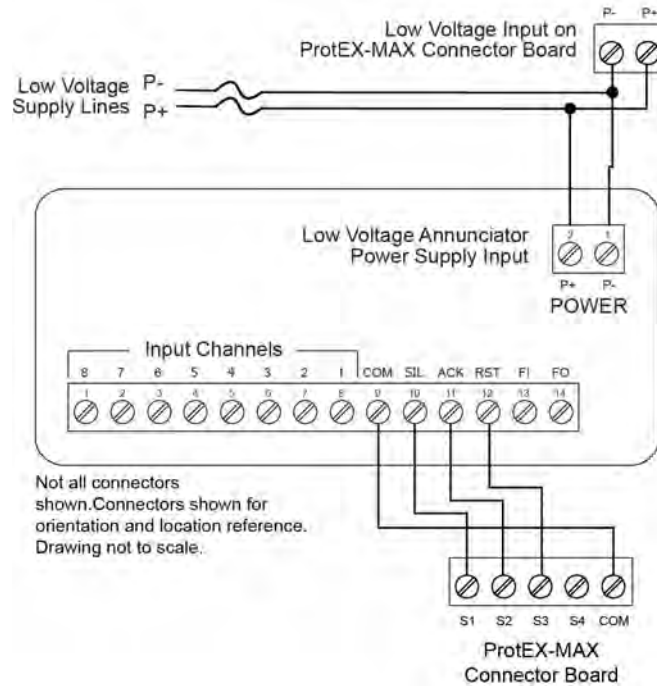 P- P+
Low Voltage Input on
ProtEX-MAX Connector Board
Low Voltage P-
Supply Lines P+
Low Voltage Annunciator
Power Supply Input
2 1
P+ P-
POWER
Input Channels
8 7 6 5 4 3 2 1 COM SIL ACK RST FI FO
1 2 3 4 5 6 7 8 9 10 11 12 13 14
Not all connectors
shown.Connectors shown for
orientation and location reference.
Drawing not to scale.
S1 S2 S3 S4 COM
ProtEX-MAX
Connector Board